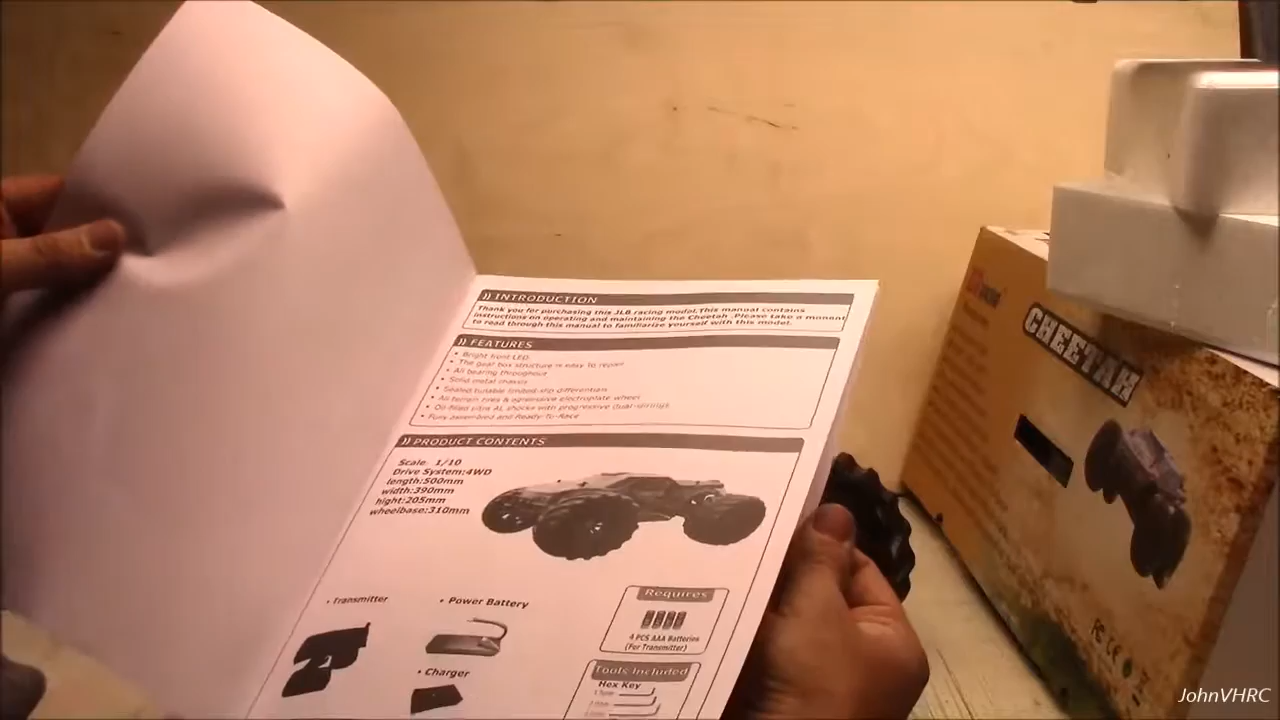 )) INTRODUCTION
Thank you for purchasing this JLB racing model.This manual contains
instructions on operating and maintaining the Cheetah .Please take a moment
to read through this manual to familiarize yourself with this model.
)) FEATURES
• Bright front LED
• The gear box structure is easy To repair
• All bearing throughout
• Solid metal chassis
• Sealed tunable limited-slip differentials
• All-terrain tires & agressive electroplate wheel
• Oil-filled ultra AL shocks with progressive dual-springs
• Fully assembled and Ready-To-Race
)) PRODUCT CONTENTS
Scale: 1/10
Drive System:4WD
length:500mm
width:390mm
hight:205mm
wheelbase:310mm
• Transmitter
• Power Battery
• Charger
Requires
4 PCS AAA Batteries
(For Transmitter)
Tools Included
Hex Key
CHEETAH
JohnVHRC